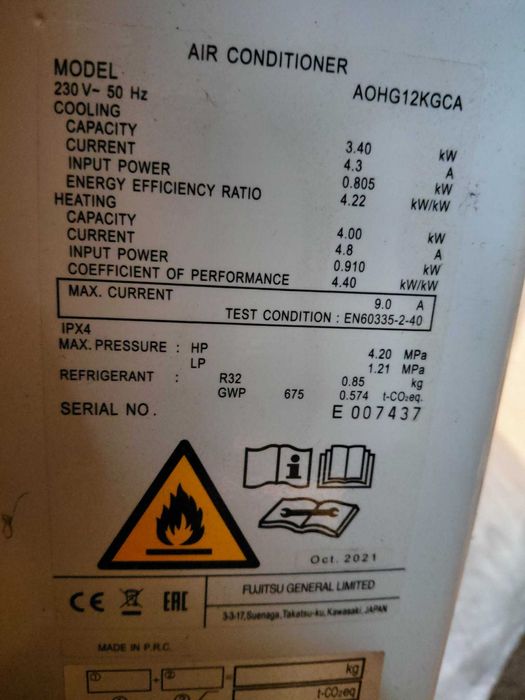 AIR CONDITIONER
MODEL AOHG12KGCA
230 V~ 50 Hz
COOLING
CAPACITY 3.40 kW
CURRENT 4.3 A
INPUT POWER 0.805 kW
ENERGY EFFICIENCY RATIO 4.22 kW/kW
HEATING
CAPACITY 4.00 kW
CURRENT 4.8 A
INPUT POWER 0.910 kW
COEFFICIENT OF PERFORMANCE 4.40 kW/kW
MAX. CURRENT 9.0 A
TEST CONDITION : EN60335-2-40
IPX4
MAX. PRESSURE : HP 4.20 MPa
LP 1.21 MPa
REFRIGERANT : R32 0.85 kg
GWP 675 0.574 t-CO₂eq.
SERIAL NO. E 007437
i
Oct. 2021
CE EAC
FUJITSU GENERAL LIMITED
3-3-17, Suenaga, Takatsu-ku, Kawasaki, JAPAN
MADE IN P.R.C.
① + ② = kg
① t-CO₂eq